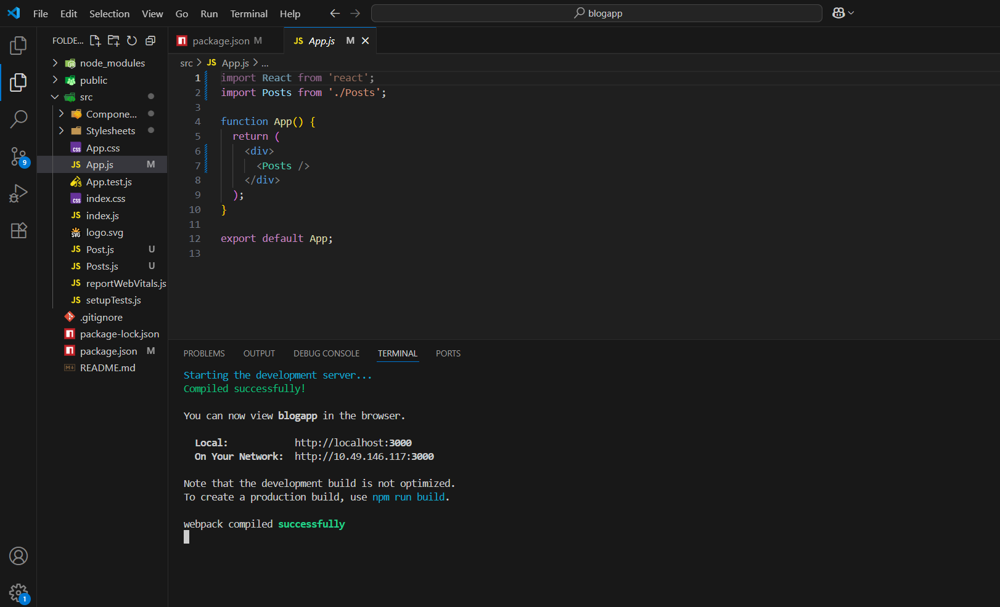 File Edit Selection View Go Run Terminal Help
blogapp
FOLDE...
node_modules
public
src
Compone...
Stylesheets
App.css
App.js M
App.test.js
index.css
index.js
logo.svg
Post.js U
Posts.js U
reportWebVitals.js
setupTests.js
.gitignore
package-lock.json
package.json M
README.md
9
1
package.json M
JS App.js M
src > JS App.js > ...
1 import React from 'react';
2 import Posts from './Posts';
3
4 function App() {
5 return (
6 <div>
7 <Posts />
8 </div>
9 );
10 }
11
12 export default App;
13
PROBLEMS OUTPUT DEBUG CONSOLE TERMINAL PORTS
Starting the development server...
Compiled successfully!
You can now view blogapp in the browser.
Local: http://localhost:3000
On Your Network: http://10.49.146.117:3000
Note that the development build is not optimized.
To create a production build, use npm run build.
webpack compiled successfully